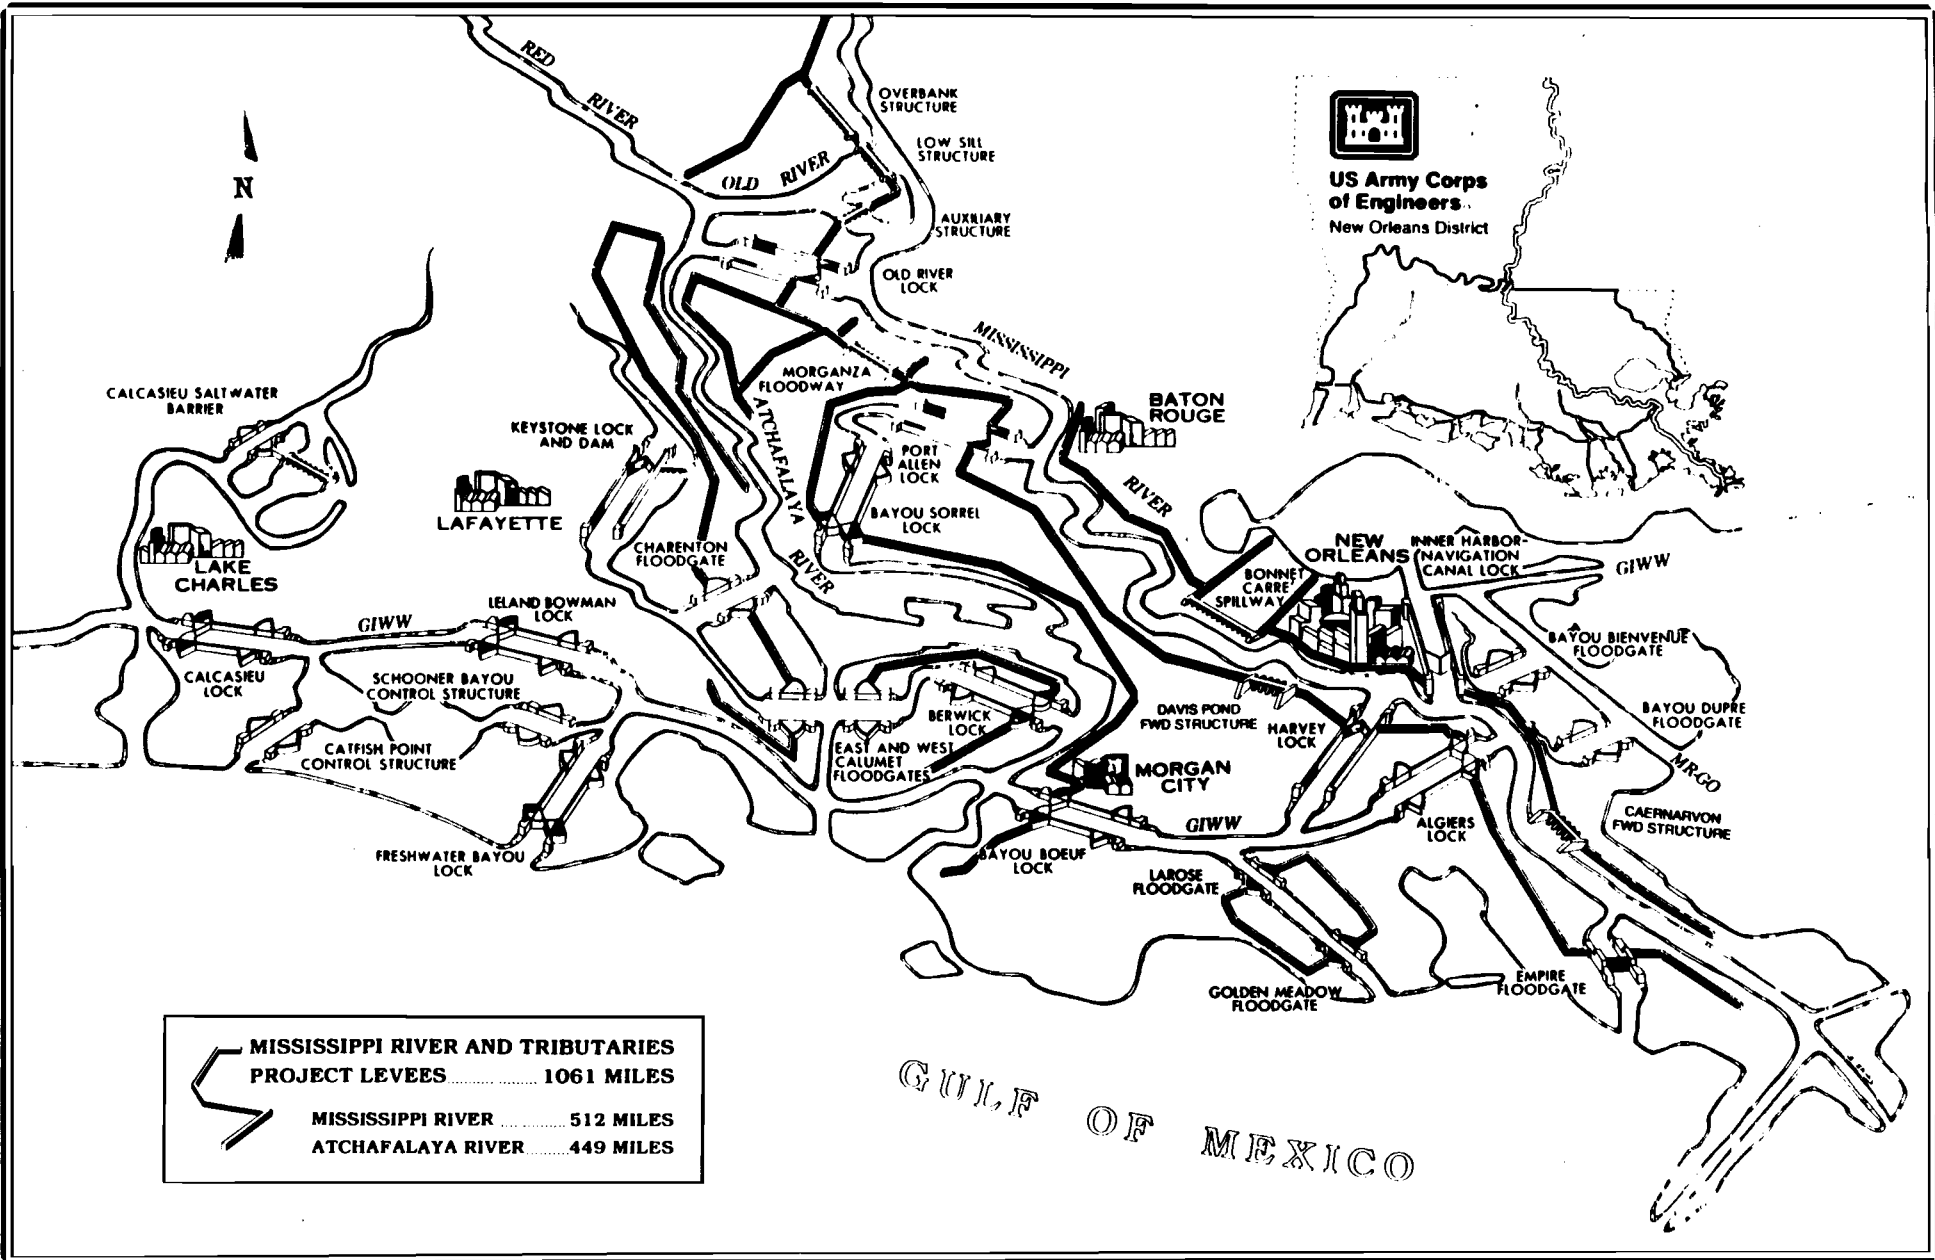 RED
RIVER
OVERBANK
STRUCTURE
LOW SILL
STRUCTURE
OLD RIVER
N
AUXILIARY
STRUCTURE
OLD RIVER
LOCK
US Army Corps
of Engineers
New Orleans District
MISSISSIPPI
RIVER
MORGANZA
FLOODWAY
CALCASIEU SALTWATER
BARRIER
BATON
ROUGE
KEYSTONE LOCK
AND DAM
ATCHAFALAYA
RIVER
PORT
ALLEN
LOCK
LAFAYETTE
BAYOU SORREL
LOCK
LAKE
CHARLES
CHARENTON
FLOODGATE
NEW
ORLEANS
INNER HARBOR-
NAVIGATION
CANAL LOCK
GIWW
BONNET
CARRE
SPILLWAY
LELAND BOWMAN
LOCK
GIWW
BAYOU BIENVENUE
FLOODGATE
CALCASIEU
LOCK
SCHOONER BAYOU
CONTROL STRUCTURE
BERWICK
LOCK
DAVIS POND
FWD STRUCTURE
HARVEY
LOCK
BAYOU DUPRE
FLOODGATE
CATFISH POINT
CONTROL STRUCTURE
EAST AND WEST
CALUMET
FLOODGATES
MORGAN
CITY
MR-GO
GIWW
ALGIERS
LOCK
CAERNARVON
FWD STRUCTURE
FRESHWATER BAYOU
LOCK
BAYOU BOEUF
LOCK
LAROSE
FLOODGATE
GOLDEN MEADOW
FLOODGATE
EMPIRE
FLOODGATE
MISSISSIPPI RIVER AND TRIBUTARIES
PROJECT LEVEES ..................... 1061 MILES
MISSISSIPPI RIVER ............... 512 MILES
ATCHAFALAYA RIVER.......449 MILES
GULF OF MEXICO